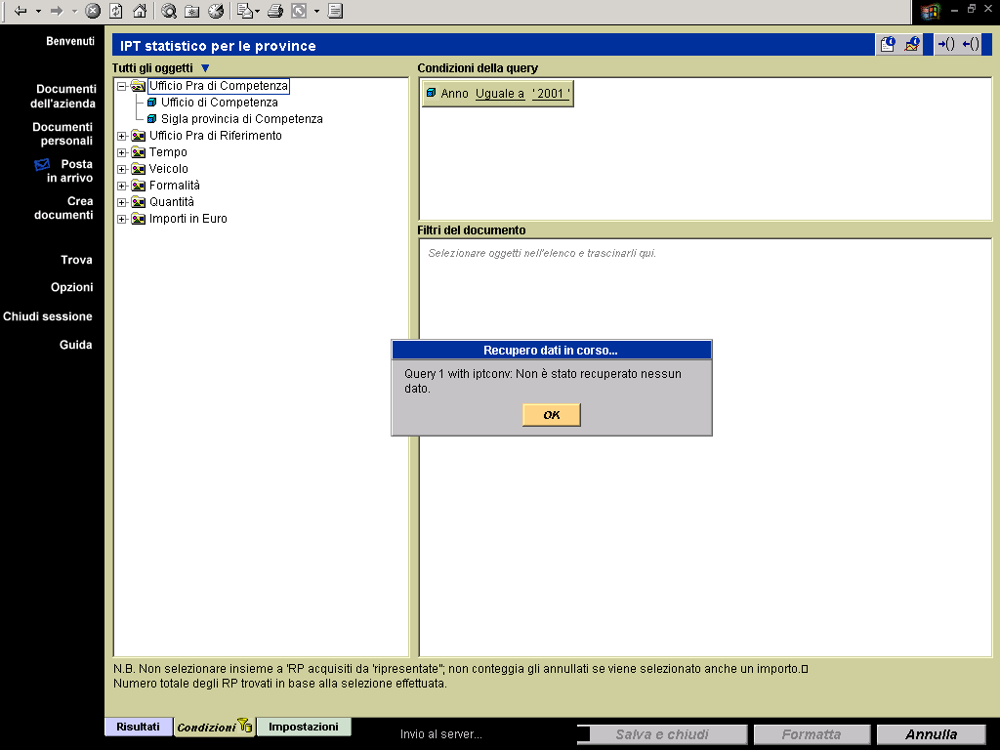 Benvenuti
Documenti
dell'azienda
Documenti
personali
Posta
in arrivo
Crea
documenti
Trova
Opzioni
Chiudi sessione
Guida
IPT statistico per le province
Tutti gli oggetti
Ufficio Pra di Competenza
Ufficio di Competenza
Sigla provincia di Competenza
Ufficio Pra di Riferimento
Tempo
Veicolo
Formalità
Quantità
Importi in Euro
Condizioni della query
Anno Uguale a ' 2001 '
Filtri del documento
Selezionare oggetti nell'elenco e trascinarli qui.
Recupero dati in corso...
Query 1 with iptconv: Non è stato recuperato nessun
dato.
OK
N.B. Non selezionare insieme a 'RP acquisiti da 'ripresentate''; non conteggia gli annullati se viene selezionato anche un importo.
Numero totale degli RP trovati in base alla selezione effettuata.
Risultati
Condizioni
Impostazioni
Invio al server...
Salva e chiudi
Formatta
Annulla